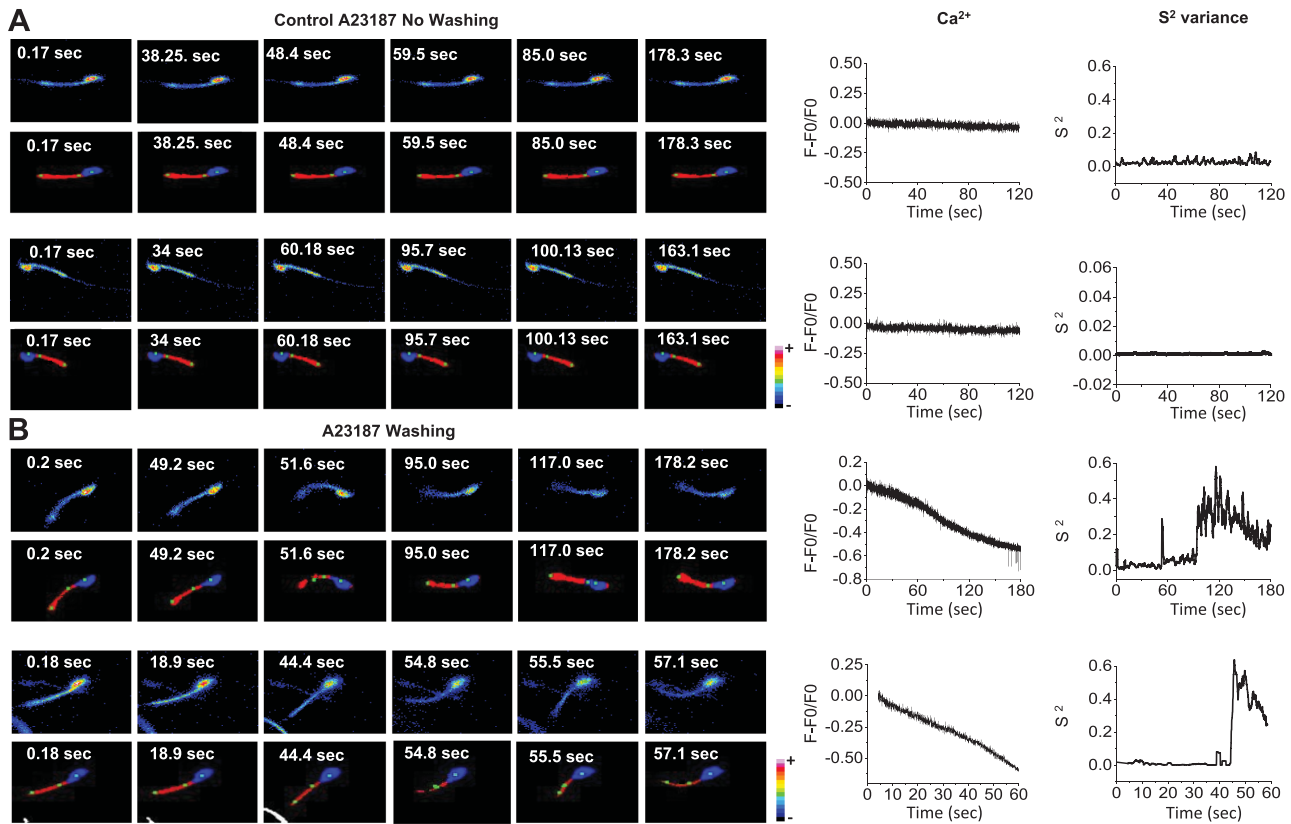 A
Control A23187 No Washing
Ca²⁺
S² variance
0.17 sec
38.25. sec
48.4 sec
59.5 sec
85.0 sec
178.3 sec
0.17 sec
38.25. sec
48.4 sec
59.5 sec
85.0 sec
178.3 sec
F-F0/F0
0.50
0.25
0.00
-0.25
-0.50
0 20 120
Time (sec)
S²
0.6
0.4
0.2
0.0
0 40 80 120
Time (sec)
0.17 sec
34 sec
60.18 sec
95.7 sec
100.13 sec
163.1 sec
0.17 sec
34 sec
60.18 sec
95.7 sec
100.13 sec
163.1 sec
+
-
F-F0/F0
0.50
0.25
0.00
-0.25
-0.50
0 20 120
Time (sec)
S²
0.06
0.04
0.02
0.00
-0.02
0 40 80 120
Time (sec)
B
A23187 Washing
0.2 sec
49.2 sec
51.6 sec
95.0 sec
117.0 sec
178.2 sec
0.2 sec
49.2 sec
51.6 sec
95.0 sec
117.0 sec
178.2 sec
F-F0/F0
0.2
0.0
-0.2
-0.4
-0.6
-0.8
0 60 120 180
Time (sec)
S²
0.6
0.4
0.2
0.0
0 60 120 180
Time (sec)
0.18 sec
18.9 sec
44.4 sec
54.8 sec
55.5 sec
57.1 sec
0.18 sec
18.9 sec
44.4 sec
54.8 sec
55.5 sec
57.1 sec
+
-
F-F0/F0
0.25
0.00
-0.25
-0.50
0 10 20 30 40 50 60
Time (sec)
S²
0.6
0.4
0.2
0.0
0 10 20 30 40 50 60
Time (sec)